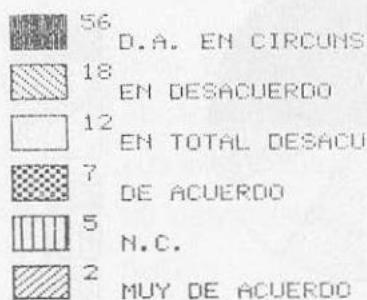 56
D.A. EN CIRCUNS
18
EN DESACUERDO
12
EN TOTAL DESACU
7
DE ACUERDO
5
N.C.
2
MUY DE ACUERDO